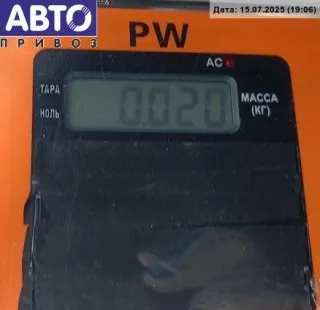 АВТО
ПРИВОЗ
Дата: 15.07.2025 (19:06)
PW
AC
ТАРА
НОЛЬ
0.020
МАССА
(КГ)